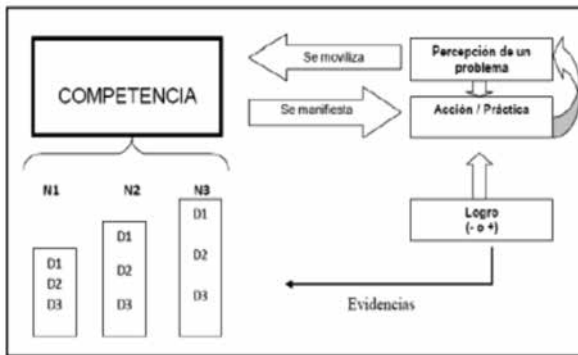 COMPETENCIA
Se moviliza
Se manifiesta
Percepción de un
problema
Acción / Práctica
Logro
(- o +)
Evidencias
N1
N2
N3
D1
D2
D3
D1
D2
D3
D1
D2
D3